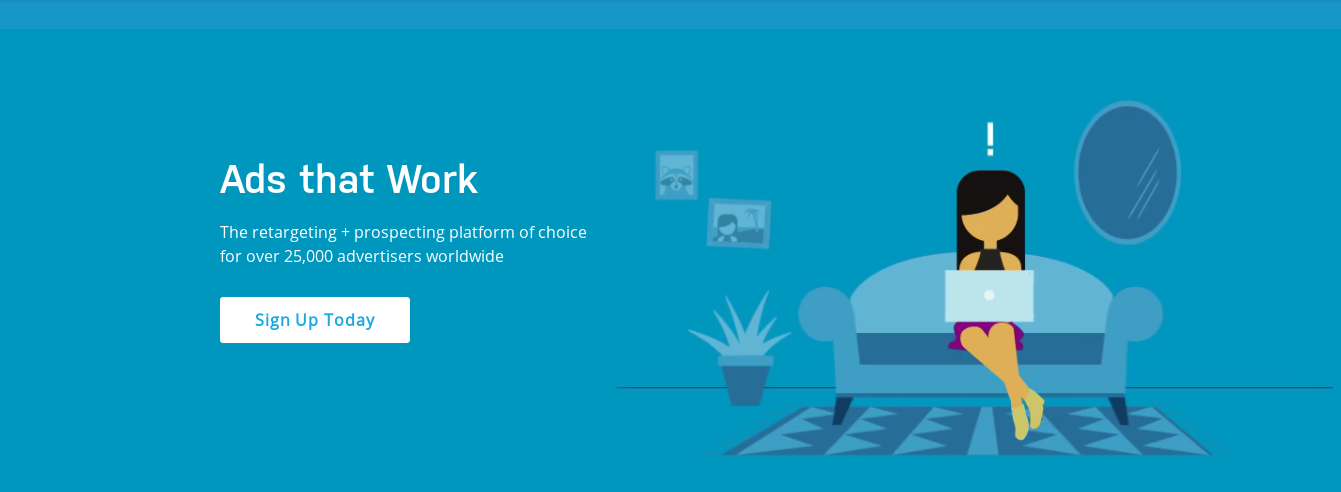 !
Ads that Work
The retargeting + prospecting platform of choice
for over 25,000 advertisers worldwide
Sign Up Today